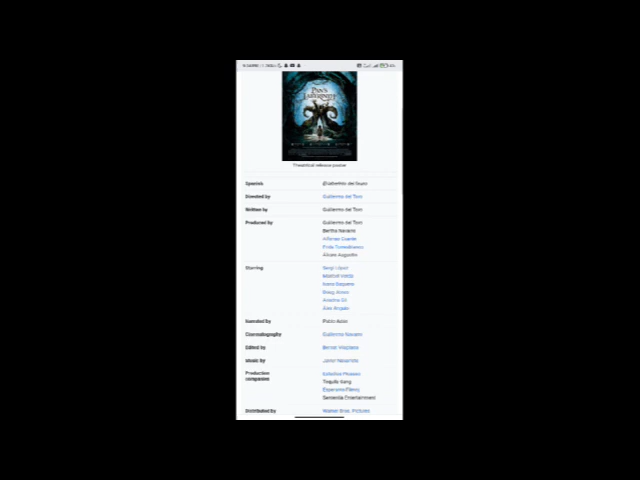 PAN'S
LABYRINTH
Theatrical release poster
Spanish
Directed by Guillermo del Toro
Written by Guillermo del Toro
Produced by Guillermo del Toro
Bertha Navarro
Alfonso Cuarón
Frida Torresblanco
Álvaro Augustin
Starring Sergi López
Maribel Verdú
Ivana Baquero
Doug Jones
Ariadna Gil
Álex Angulo
Narrated by Pablo Adán
Cinematography Guillermo Navarro
Edited by Bernat Vilaplana
Music by Javier Navarrete
Production Estudios Picasso
companies Tequila Gang
Esperanto Filmoj
Sententia Entertainment
Distributed by Warner Bros. Pictures